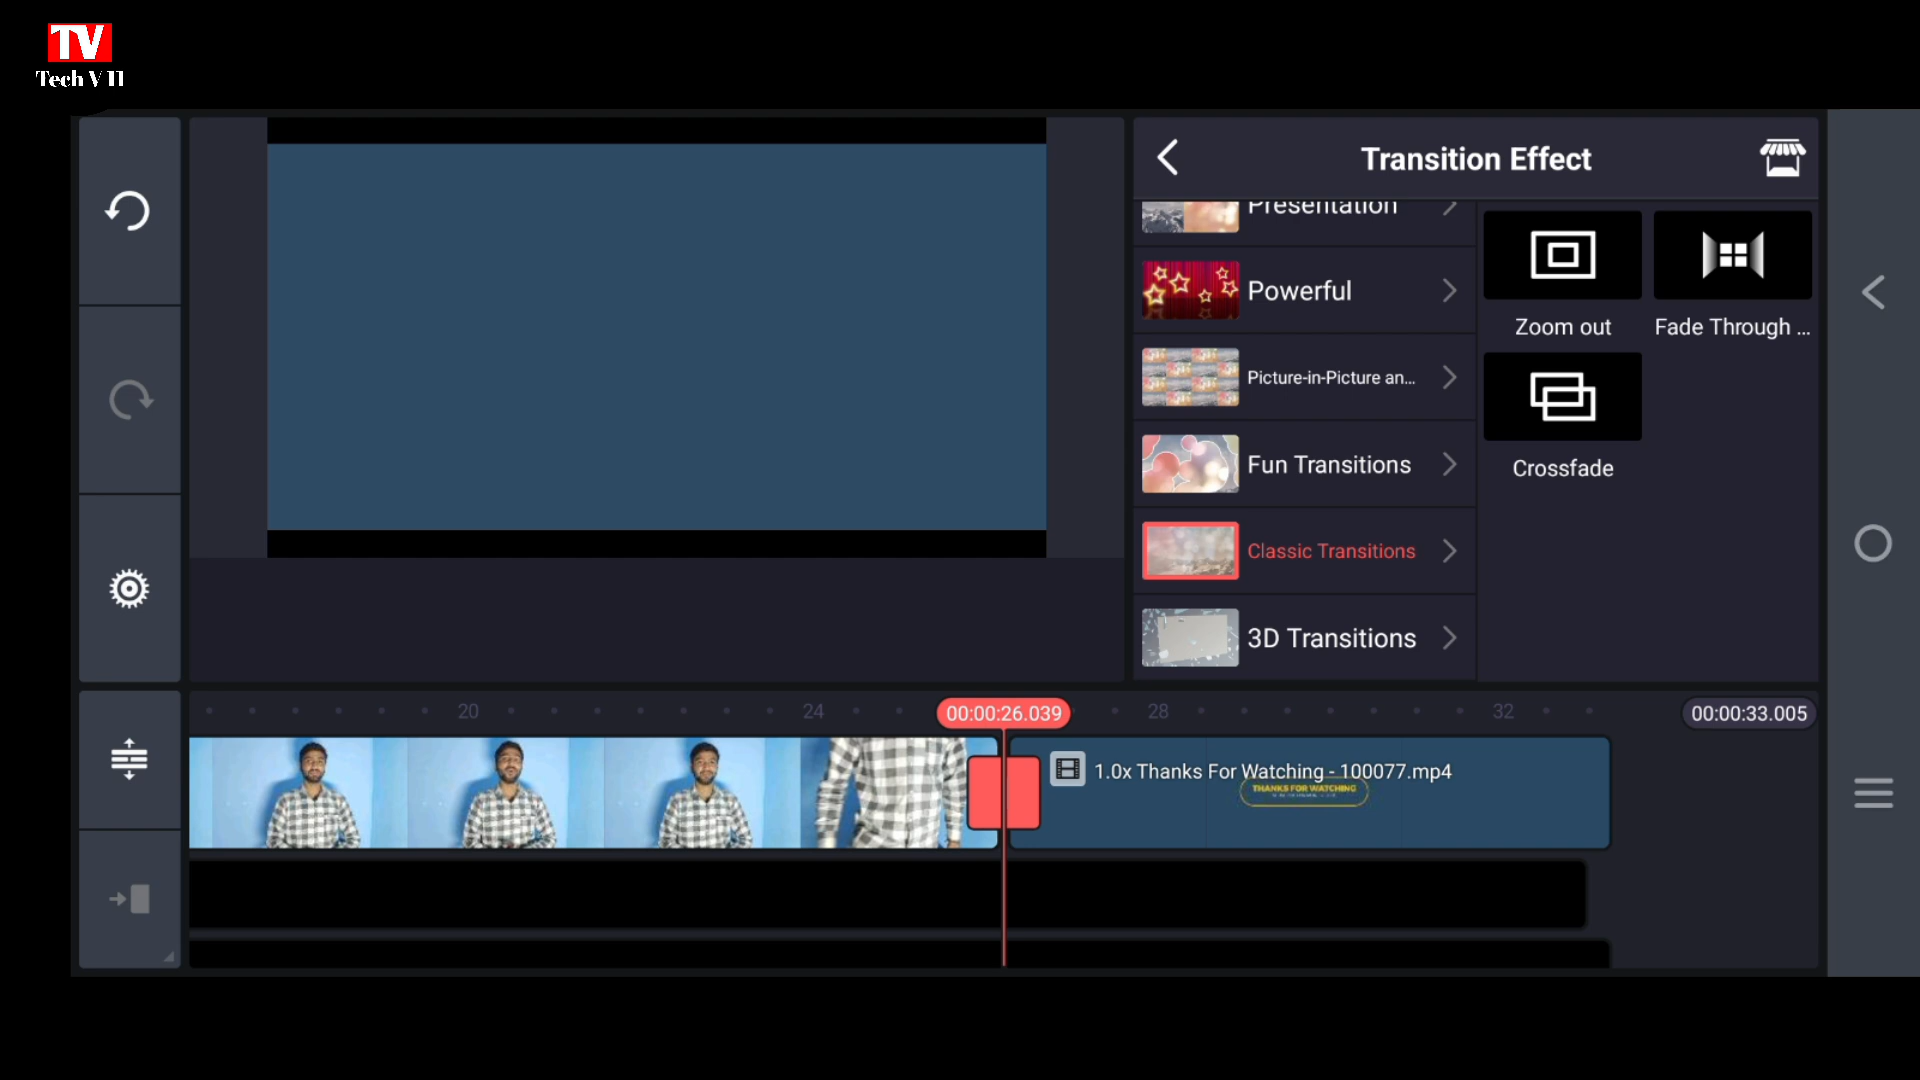 TV
Tech V II
Transition Effect
Presentation
Powerful
Picture-in-Picture an...
Fun Transitions
Classic Transitions
3D Transitions
Zoom out
Fade Through ...
Crossfade
20
24
00:00:26.039
28
32
00:00:33.005
1.0x Thanks For Watching - 100077.mp4
THANKS FOR WATCHING